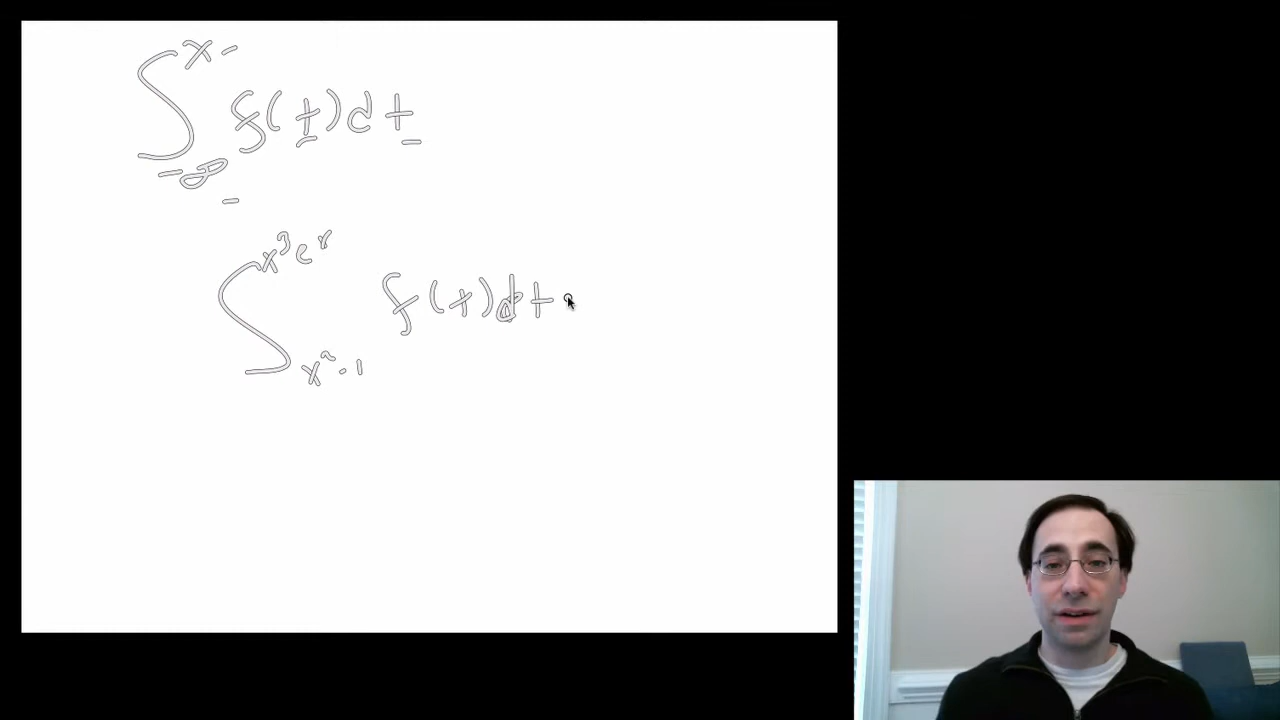 ∫_{-∞}^{x} f(t)dt
∫_{x²-1}^{x³eˣ} f(t)dt